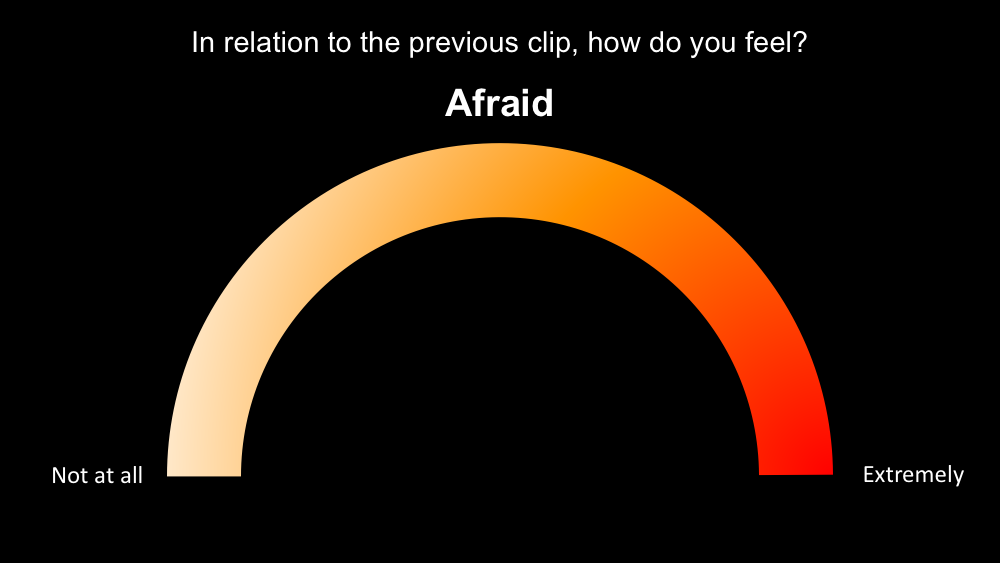 In relation to the previous clip, how do you feel?
Afraid
Not at all
Extremely